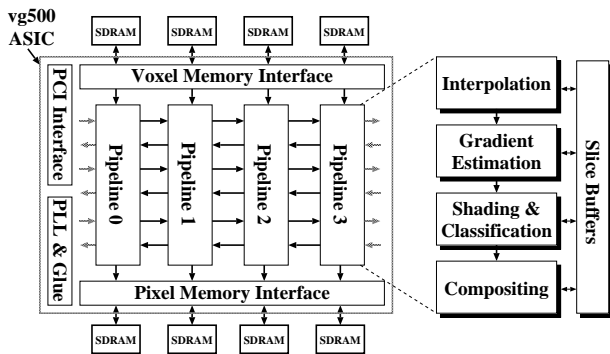 vg500
ASIC
SDRAM
SDRAM
SDRAM
SDRAM
Voxel Memory Interface
PCI Interface
PLL & Glue
Pipeline 0
Pipeline 1
Pipeline 2
Pipeline 3
Pixel Memory Interface
SDRAM
SDRAM
SDRAM
SDRAM
Interpolation
Gradient
Estimation
Shading &
Classification
Compositing
Slice Buffers